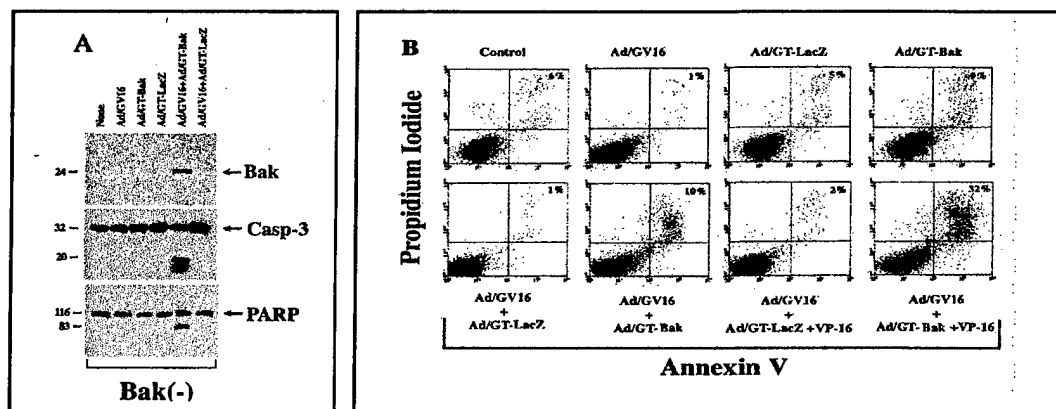 A
None
Ad/GV16
Ad/GT-Bak
Ad/GT-LacZ
Ad/GV16+Ad/GT-Bak
Ad/GV16+Ad/GT-LacZ
24
Bak
32
Casp-3
20
116
PARP
83
Bak(-)
B
Control
Ad/GV16
Ad/GT-LacZ
Ad/GT-Bak
6%
1%
5%
1%
10%
2%
32%
Propidium Iodide
Ad/GV16
+
Ad/GT-LacZ
Ad/GV16
+
Ad/GT-Bak
Ad/GV16
+
Ad/GT-LacZ +VP-16
Ad/GV16
+
Ad/GT-Bak +VP-16
Annexin V